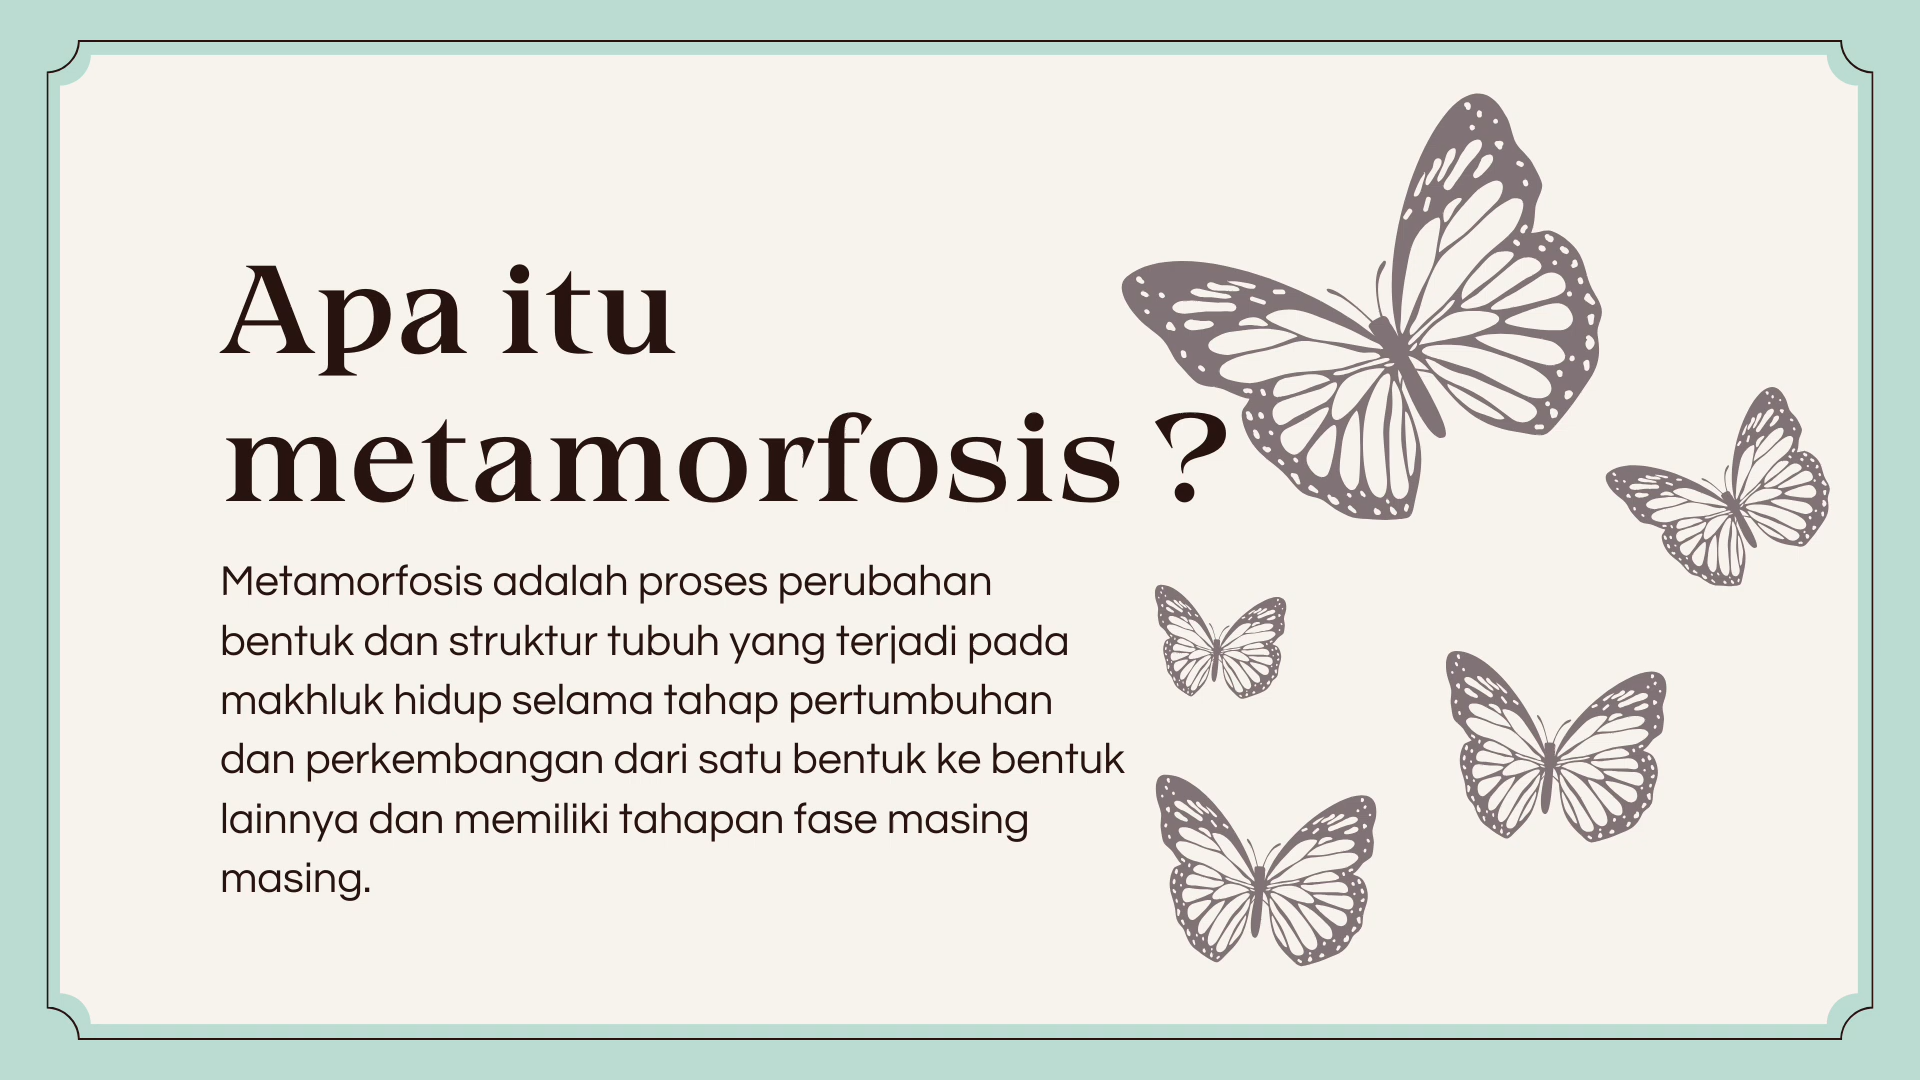 Apa itu
metamorfosis ?
Metamorfosis adalah proses perubahan
bentuk dan struktur tubuh yang terjadi pada
makhluk hidup selama tahap pertumbuhan
dan perkembangan dari satu bentuk ke bentuk
lainnya dan memiliki tahapan fase masing
masing.